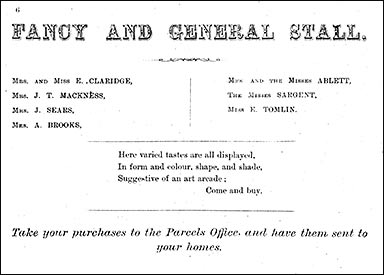 6
FANCY AND GENERAL STALL.
MRS. AND MISS E. CLARIDGE,
MRS. J. T. MACKNESS,
MRS. J. SEARS,
MRS. A. BROOKS,
MRS. AND THE MISSES ABLETT,
THE MISSES SARGENT,
MISS E. TOMLIN.
Here varied tastes are all displayed,
In form and colour, shape, and shade,
Suggestive of an art arcade;
Come and buy.
Take your purchases to the Parcels Office, and have them sent to
your homes.